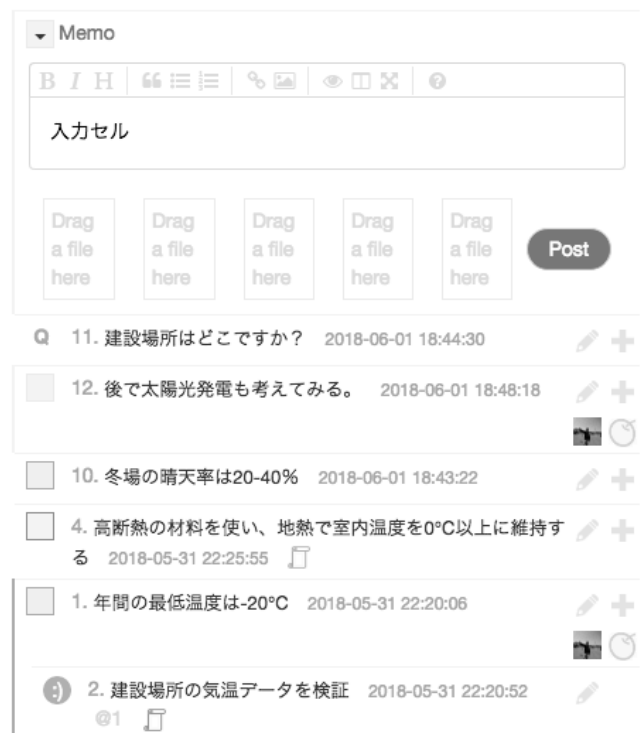 Memo
B I H
入力セル
Drag a file here
Drag a file here
Drag a file here
Drag a file here
Drag a file here
Post
Q 11. 建設場所はどこですか？ 2018-06-01 18:44:30
12. 後で太陽光発電も考えてみる。 2018-06-01 18:48:18
10. 冬場の晴天率は20-40% 2018-06-01 18:43:22
4. 高断熱の材料を使い、地熱で室内温度を0°C以上に維持す
る 2018-05-31 22:25:55
1. 年間の最低温度は-20°C 2018-05-31 22:20:06
:) 2. 建設場所の気温データを検証 2018-05-31 22:20:52
@1